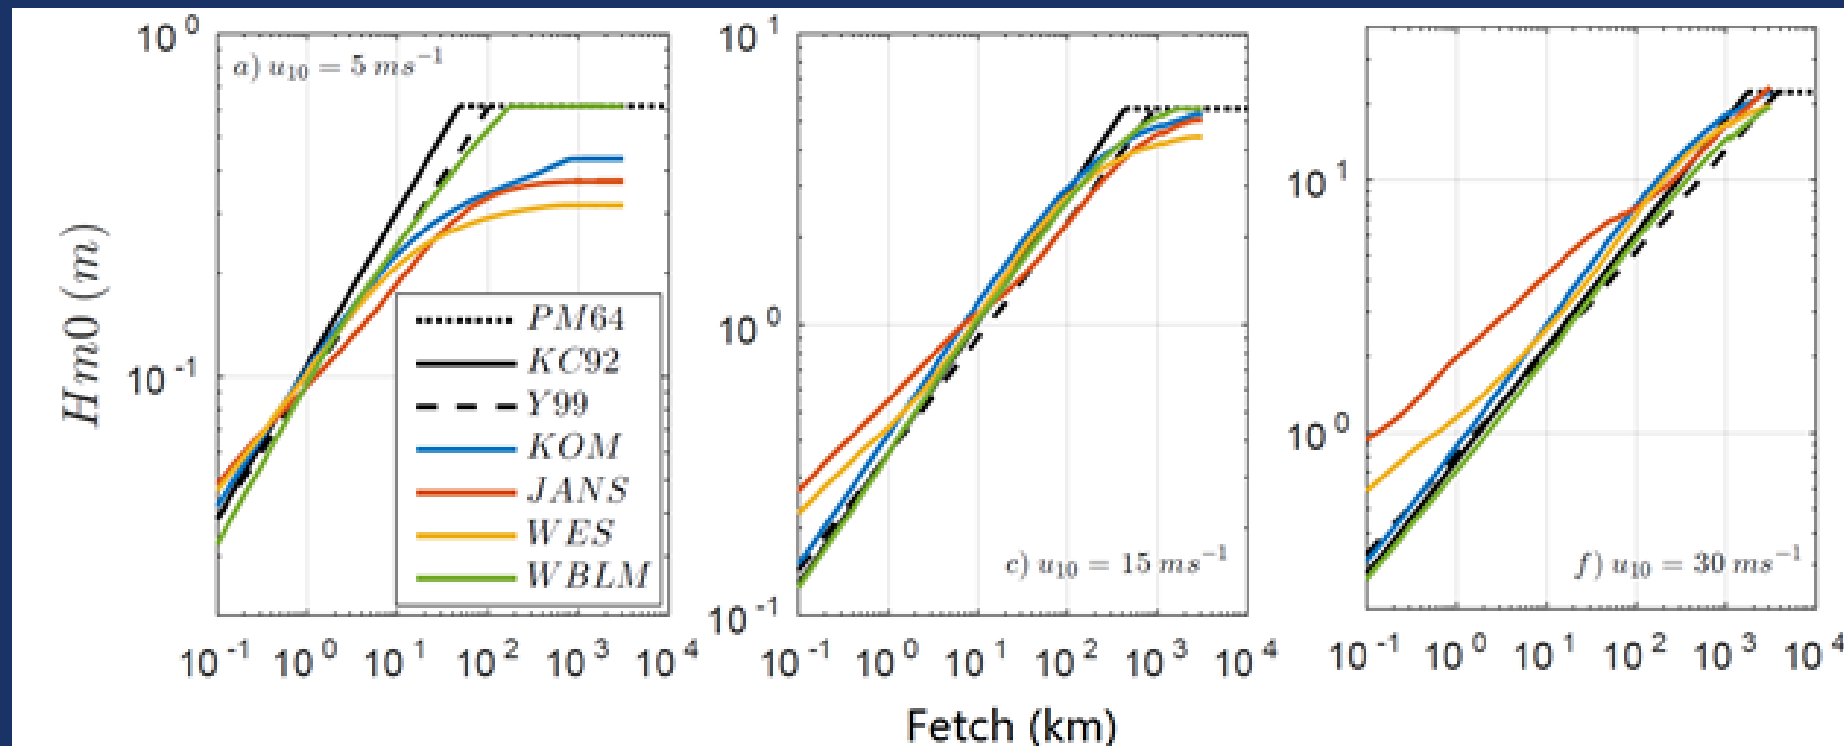 a) u₁₀ = 5 ms⁻¹
c) u₁₀ = 15 ms⁻¹
f) u₁₀ = 30 ms⁻¹
Hm0 (m)
10⁰
10⁻¹
10¹
10⁰
10⁻¹
10¹
10⁰
PM64
KC92
Y99
KOM
JANS
WES
WBLM
10⁻¹ 10⁰ 10¹ 10² 10³ 10⁴
10⁻¹ 10⁰ 10¹ 10² 10³ 10⁴
10⁻¹ 10⁰ 10¹ 10² 10³ 10⁴
Fetch (km)